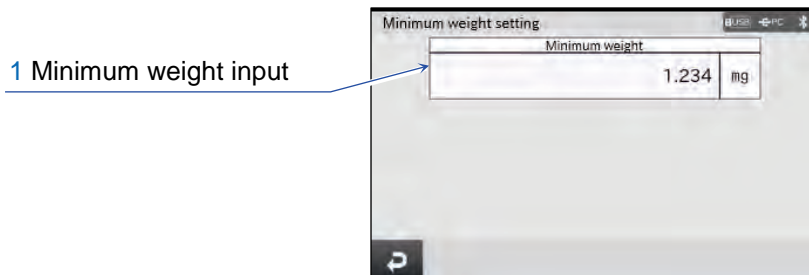 Minimum weight setting
USB PC
Minimum weight
1 Minimum weight input
1.234 mg